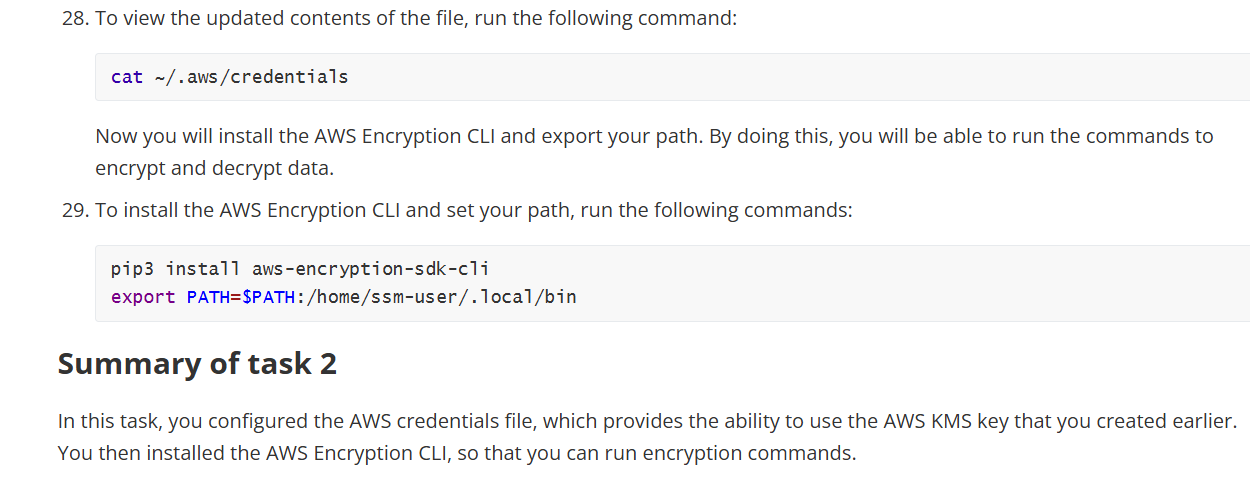 28. To view the updated contents of the file, run the following command:
cat ~/.aws/credentials
Now you will install the AWS Encryption CLI and export your path. By doing this, you will be able to run the commands to
encrypt and decrypt data.
29. To install the AWS Encryption CLI and set your path, run the following commands:
pip3 install aws-encryption-sdk-cli
export PATH=$PATH:/home/ssm-user/.local/bin
Summary of task 2
In this task, you configured the AWS credentials file, which provides the ability to use the AWS KMS key that you created earlier.
You then installed the AWS Encryption CLI, so that you can run encryption commands.